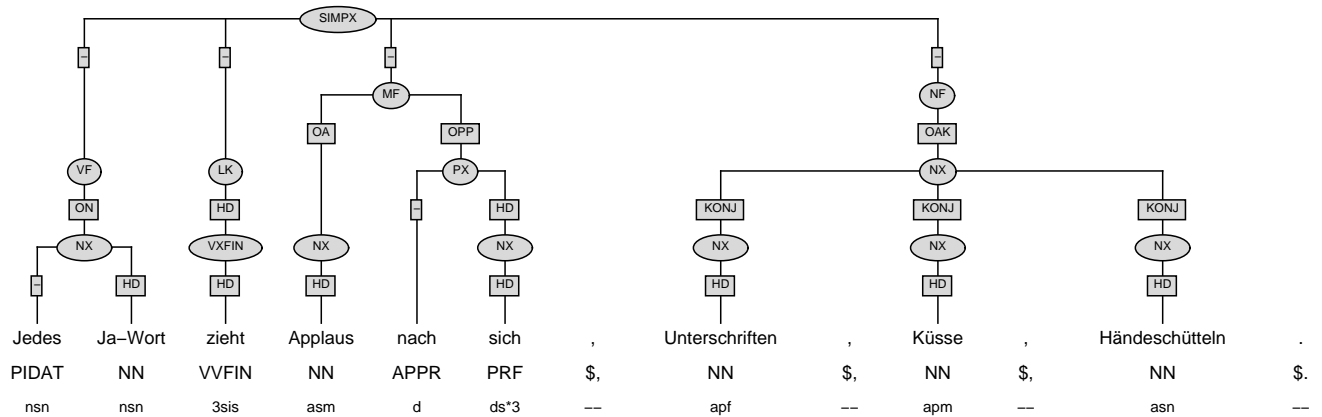 SIMPX
– – – –
MF NF
OA OPP OAK
VF LK PX NX
ON HD – HD KONJ KONJ KONJ
NX VXFIN NX NX NX NX NX
– HD HD HD HD HD HD HD
Jedes Ja–Wort zieht Applaus nach sich , Unterschriften , Küsse , Händeschütteln .
PIDAT NN VVFIN NN APPR PRF $, NN $, NN $, NN $.
nsn nsn 3sis asm d ds*3 –– apf –– apm –– asn ––